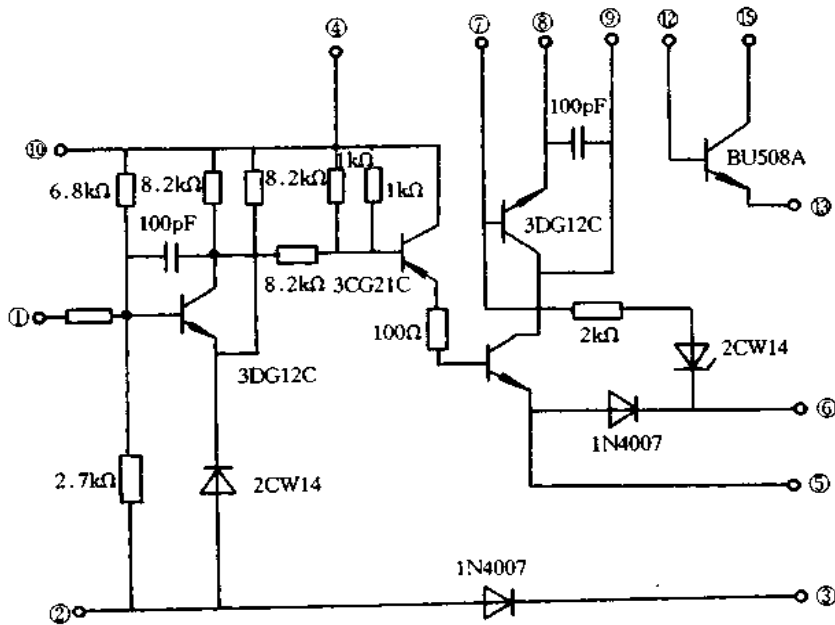 ④ ⑦ ⑧ ⑨ ⑫ ⑮
100pF
⑩
1kΩ
6.8kΩ 8.2kΩ 8.2kΩ 1kΩ
BU508A
⑬
100pF
3DG12C
8.2kΩ 3CG21C
①
100Ω
2kΩ
2CW14
3DG12C
⑥
1N4007
2.7kΩ 2CW14
⑤
1N4007
② ③